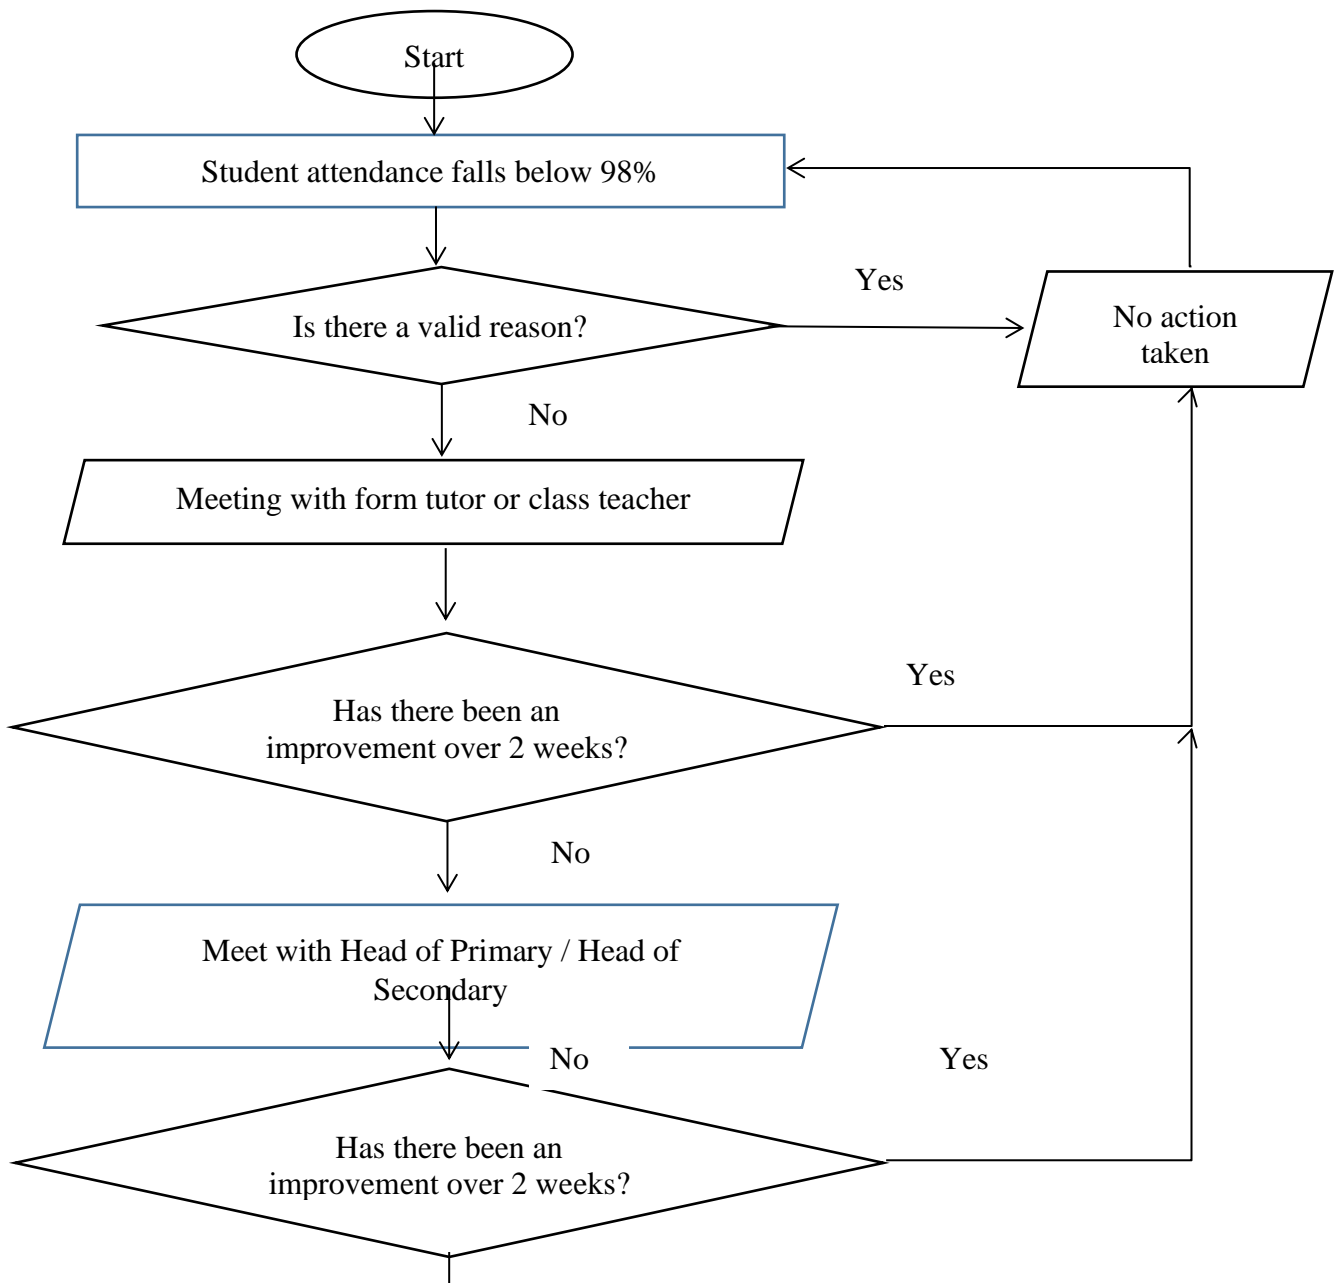 Start
Student attendance falls below 98%
Yes
Is there a valid reason?
No action
taken
No
Meeting with form tutor or class teacher
Yes
Has there been an
improvement over 2 weeks?
No
Meet with Head of Primary / Head of
Secondary
No
Yes
Has there been an
improvement over 2 weeks?